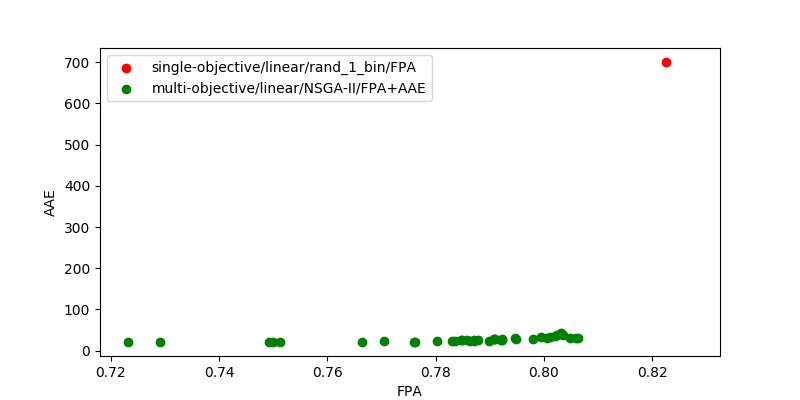 single-objective/linear/rand_1_bin/FPA
multi-objective/linear/NSGA-II/FPA+AAE
700
600
500
400
300
200
100
0
AAE
0.72 0.74 0.76 0.78 0.80 0.82
FPA